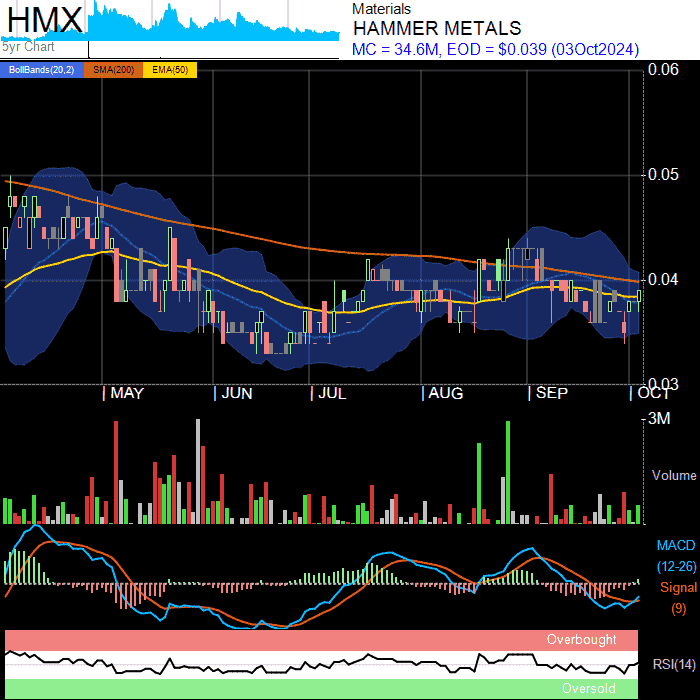 HMX
5yr Chart
Materials
HAMMER METALS
MC = 34.6M, EOD = $0.039 (03Oct2024)
BollBands(20,2) SMA(200) EMA(50)
0.06
0.05
0.04
0.03
MAY JUN JUL AUG SEP OCT
3M
Volume
MACD
(12-26)
Signal
(9)
Overbought
RSI(14)
Oversold